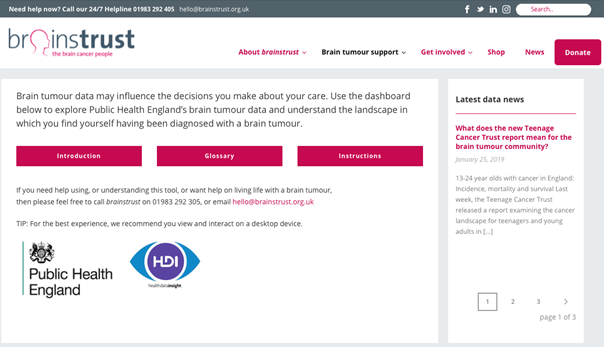 Need help now? Call our 24/7 Helpline 01983 292 405 hello@brainstrust.org.uk
Search..
brainstrust
the brain cancer people
About brainstrust
Brain tumour support
Get involved
Shop
News
Donate
Brain tumour data may influence the decisions you make about your care. Use the dashboard
below to explore Public Health England's brain tumour data and understand the landscape in
which you find yourself having been diagnosed with a brain tumour.
Introduction
Glossary
Instructions
If you need help using, or understanding this tool, or want help on living life with a brain tumour,
then please feel free to call brainstrust on 01983 292 305, or email hello@brainstrust.org.uk
TIP: For the best experience, we recommend you view and interact on a desktop device.
Public Health
England
HDI
healthdatainsight
Latest data news
What does the new Teenage
Cancer Trust report mean for the
brain tumour community?
January 25, 2019
13-24 year olds with cancer in England:
Incidence, mortality and survival Last
week, the Teenage Cancer Trust
released a report examining the cancer
landscape for teenagers and young
adults in [...]
1 2 3
page 1 of 3